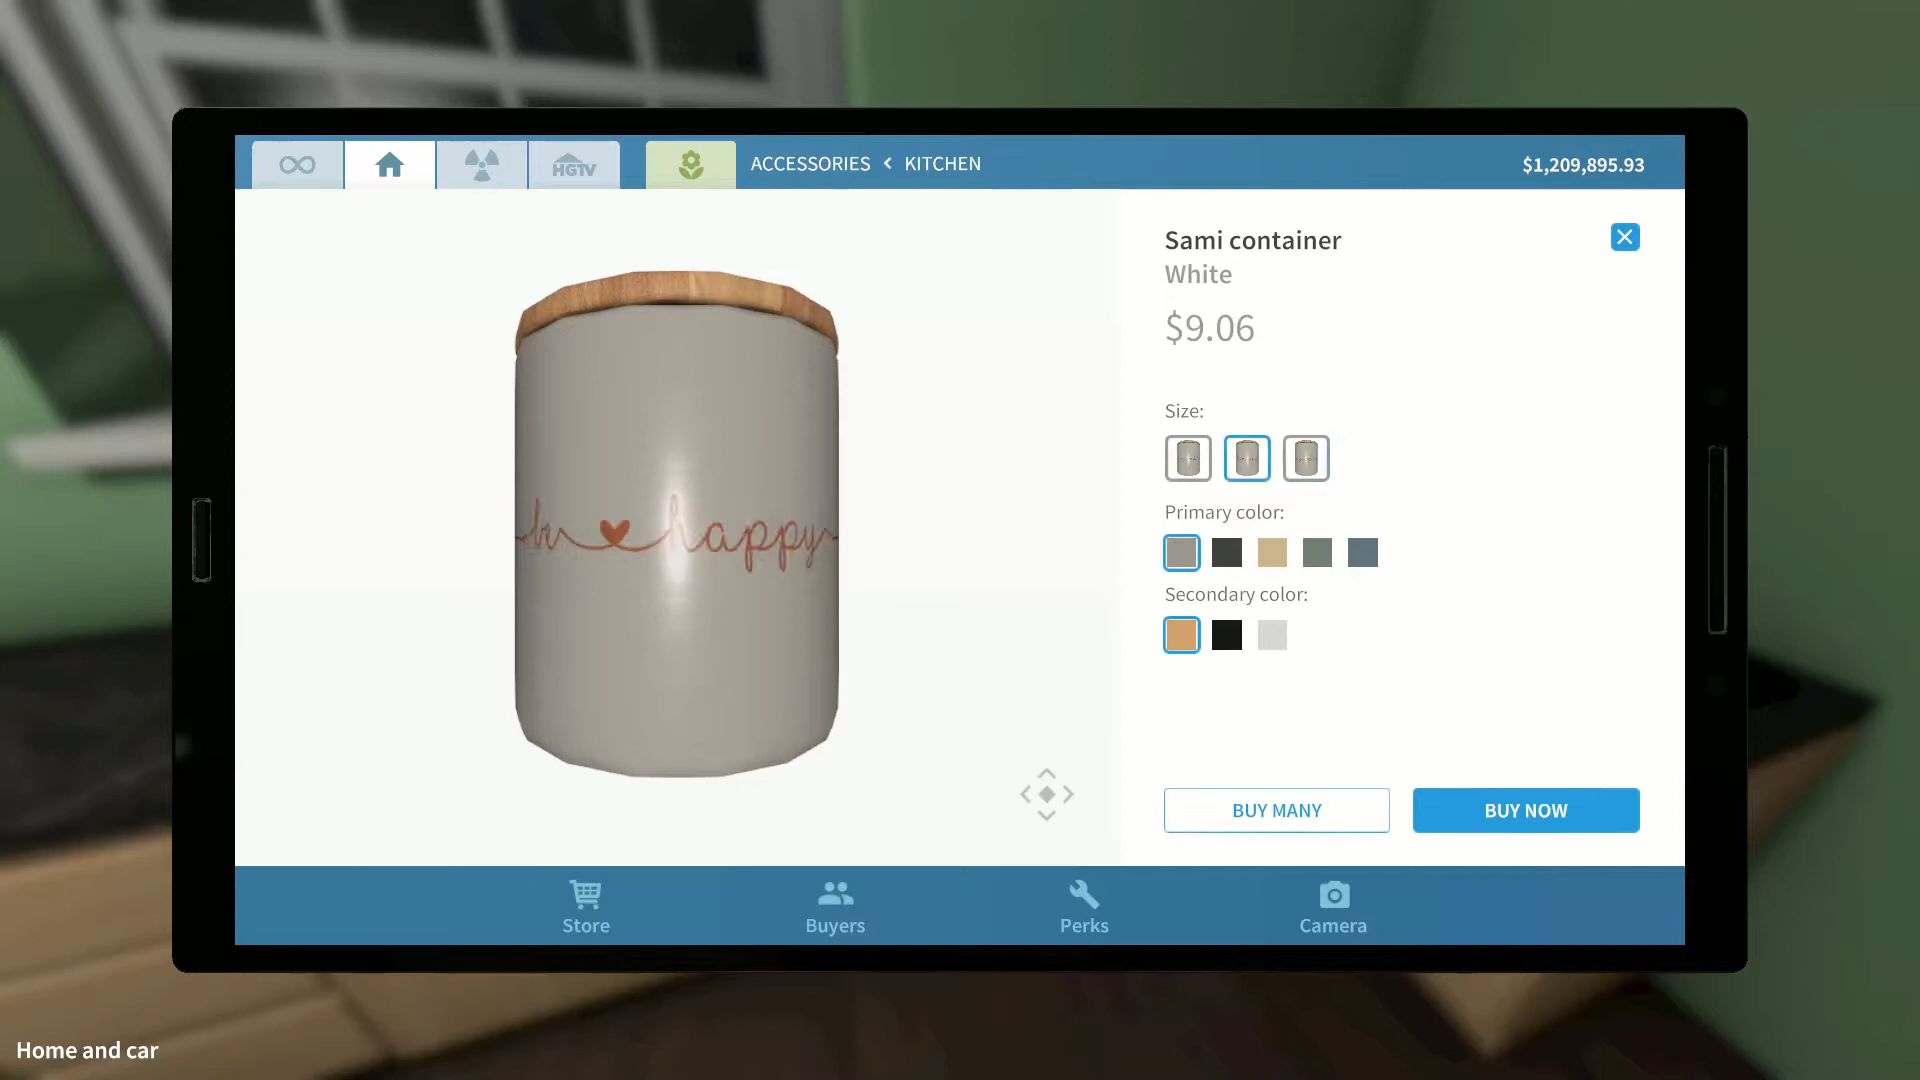 HGTV
ACCESSORIES < KITCHEN
$1,209,895.93
Sami container
White
$9.06
Size:
Primary color:
Secondary color:
be happy
BUY MANY
BUY NOW
Store
Buyers
Perks
Camera
Home and car